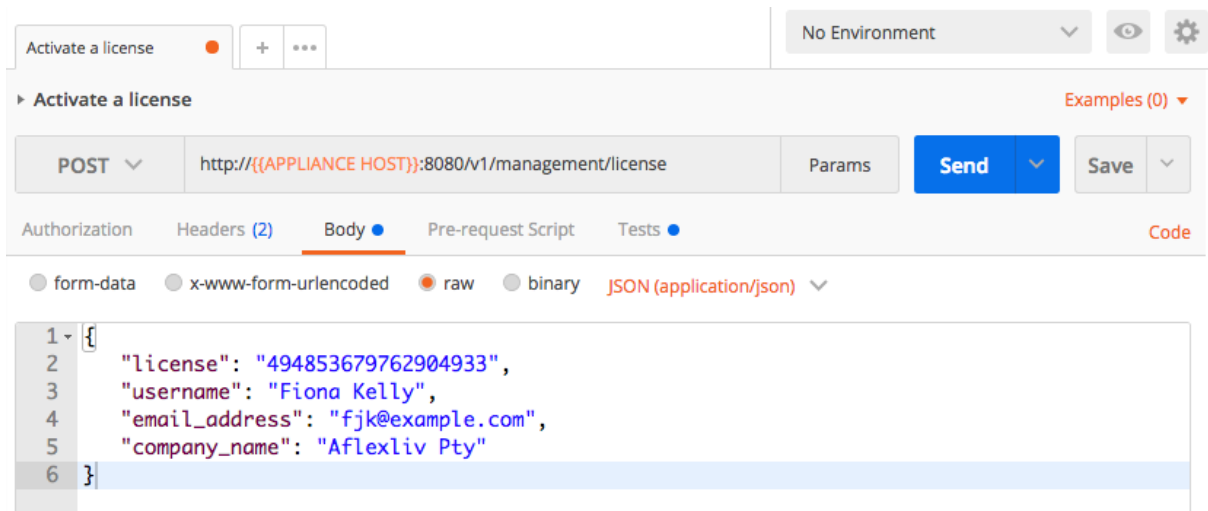 Activate a license + ••• No Environment
Activate a license Examples (0)
POST http://{{APPLIANCE HOST}}:8080/v1/management/license Params Send Save
Authorization Headers (2) Body Pre-request Script Tests Code
form-data x-www-form-urlencoded raw binary JSON (application/json)
1 {
2 "license": "494853679762904933",
3 "username": "Fiona Kelly",
4 "email_address": "fjk@example.com",
5 "company_name": "Aflexliv Pty"
6 }